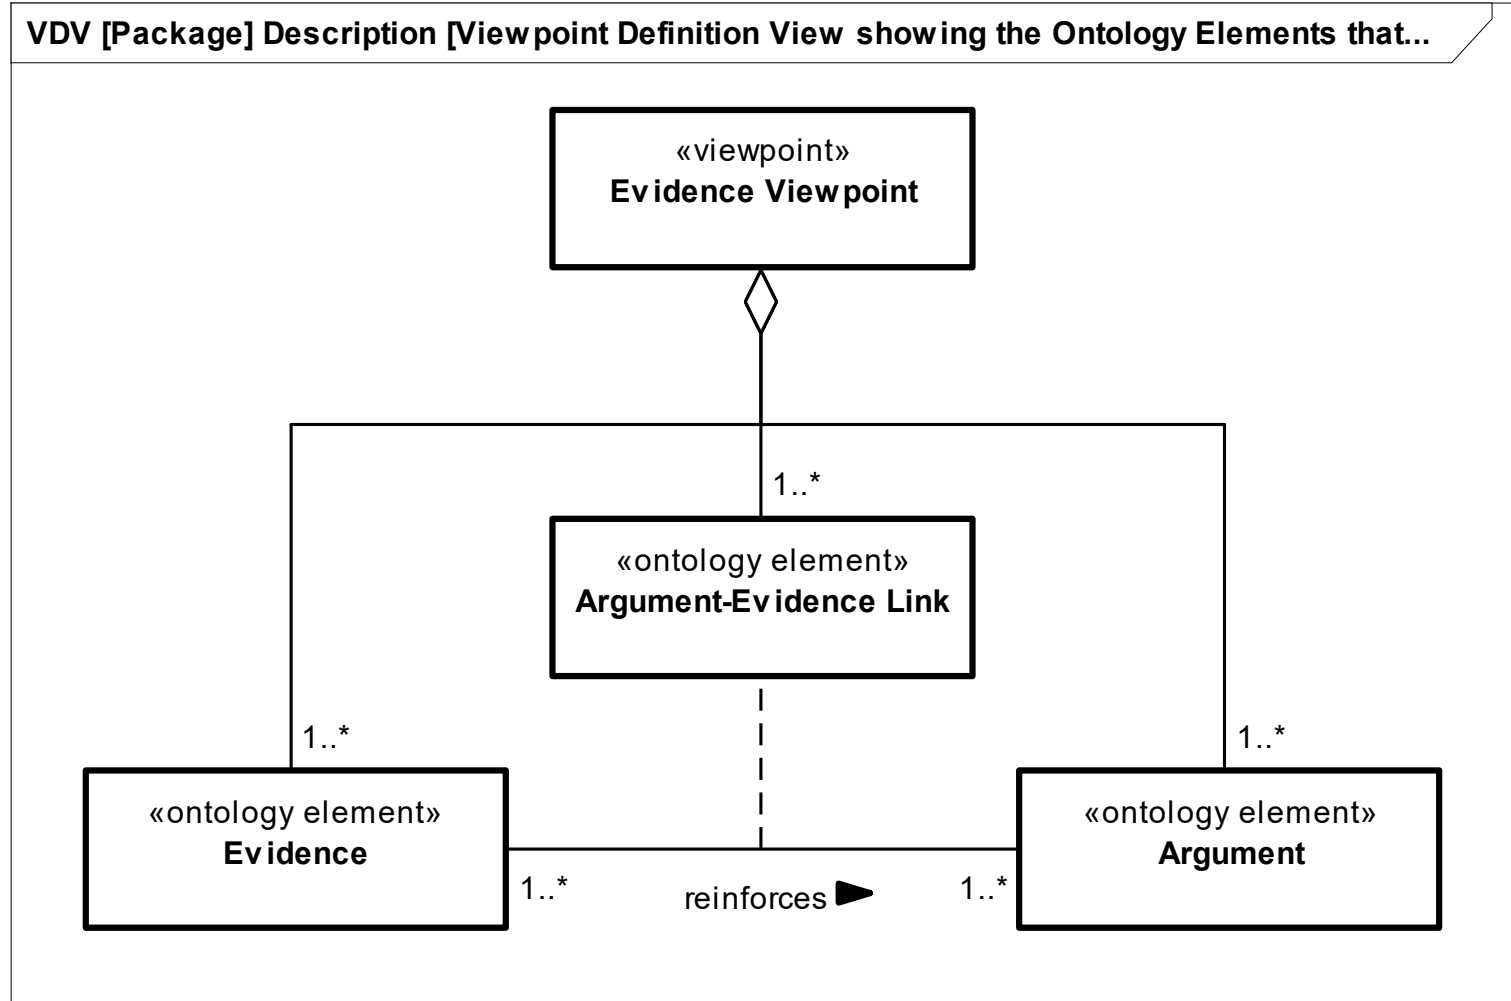 VDV [Package] Description [Viewpoint Definition View showing the Ontology Elements that...
«viewpoint»
Evidence Viewpoint
1..*
«ontology element»
Argument-Evidence Link
1..*
1..*
«ontology element»
Evidence
«ontology element»
Argument
1..*
reinforces
1..*